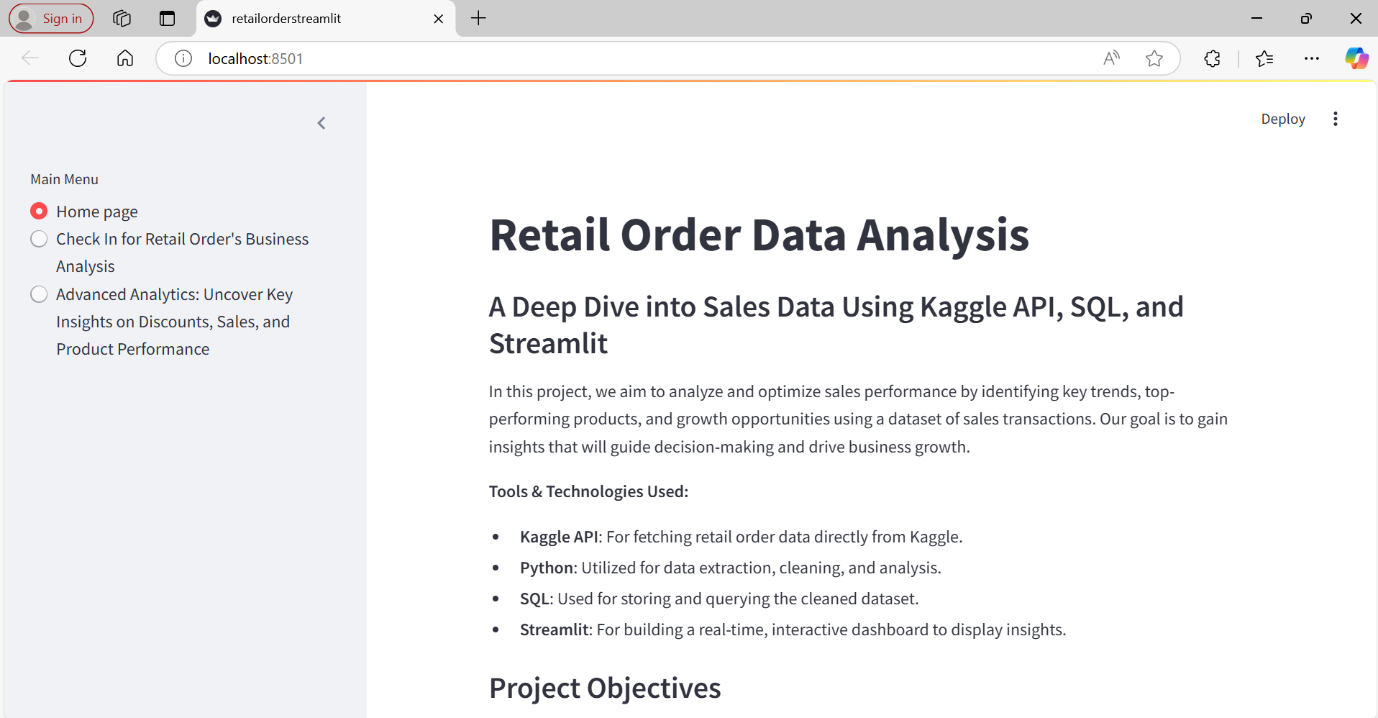 Sign in
retailorderstreamlit
localhost:8501
Deploy
Main Menu
Home page
Check In for Retail Order's Business
Analysis
Advanced Analytics: Uncover Key
Insights on Discounts, Sales, and
Product Performance
Retail Order Data Analysis
A Deep Dive into Sales Data Using Kaggle API, SQL, and
Streamlit
In this project, we aim to analyze and optimize sales performance by identifying key trends, top-
performing products, and growth opportunities using a dataset of sales transactions. Our goal is to gain
insights that will guide decision-making and drive business growth.
Tools & Technologies Used:
• Kaggle API: For fetching retail order data directly from Kaggle.
• Python: Utilized for data extraction, cleaning, and analysis.
• SQL: Used for storing and querying the cleaned dataset.
• Streamlit: For building a real-time, interactive dashboard to display insights.
Project Objectives